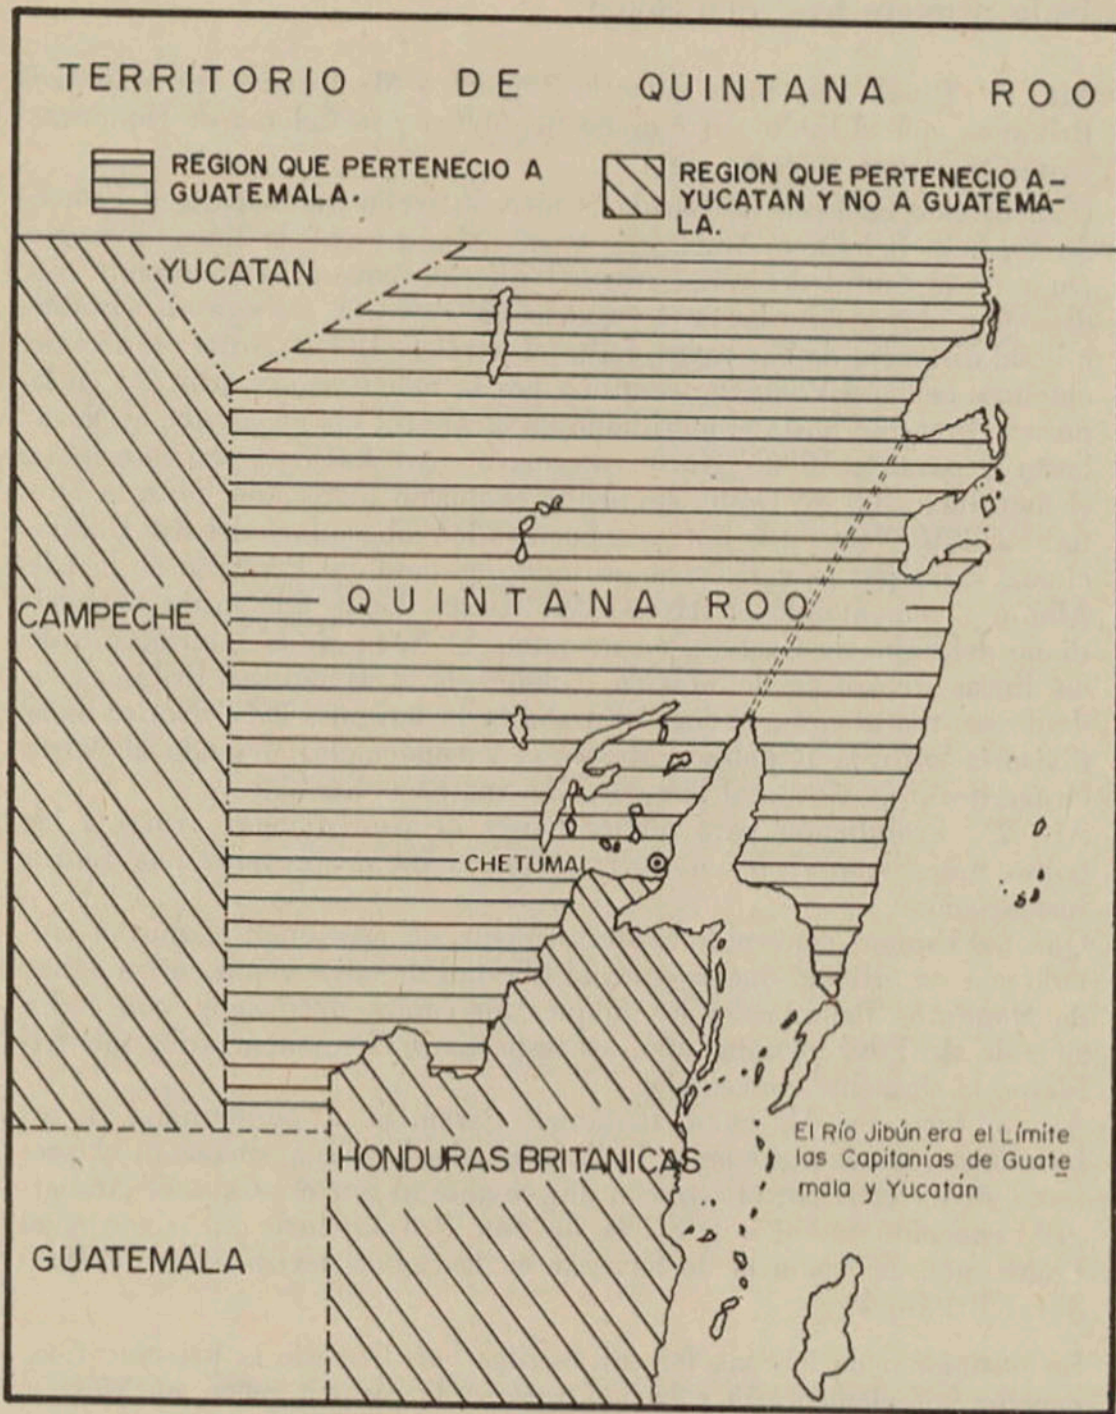 TERRITORIO DE QUINTANA ROO
REGION QUE PERTENECIO A
GUATEMALA.
REGION QUE PERTENECIO A-
YUCATAN Y NO A GUATEMA-
LA.
YUCATAN
CAMPECHE
QUINTANA ROO
CHETUMAL
HONDURAS BRITANICAS
El Río Jibún era el Límite
las Capitanías de Guate
mala y Yucatán
GUATEMALA